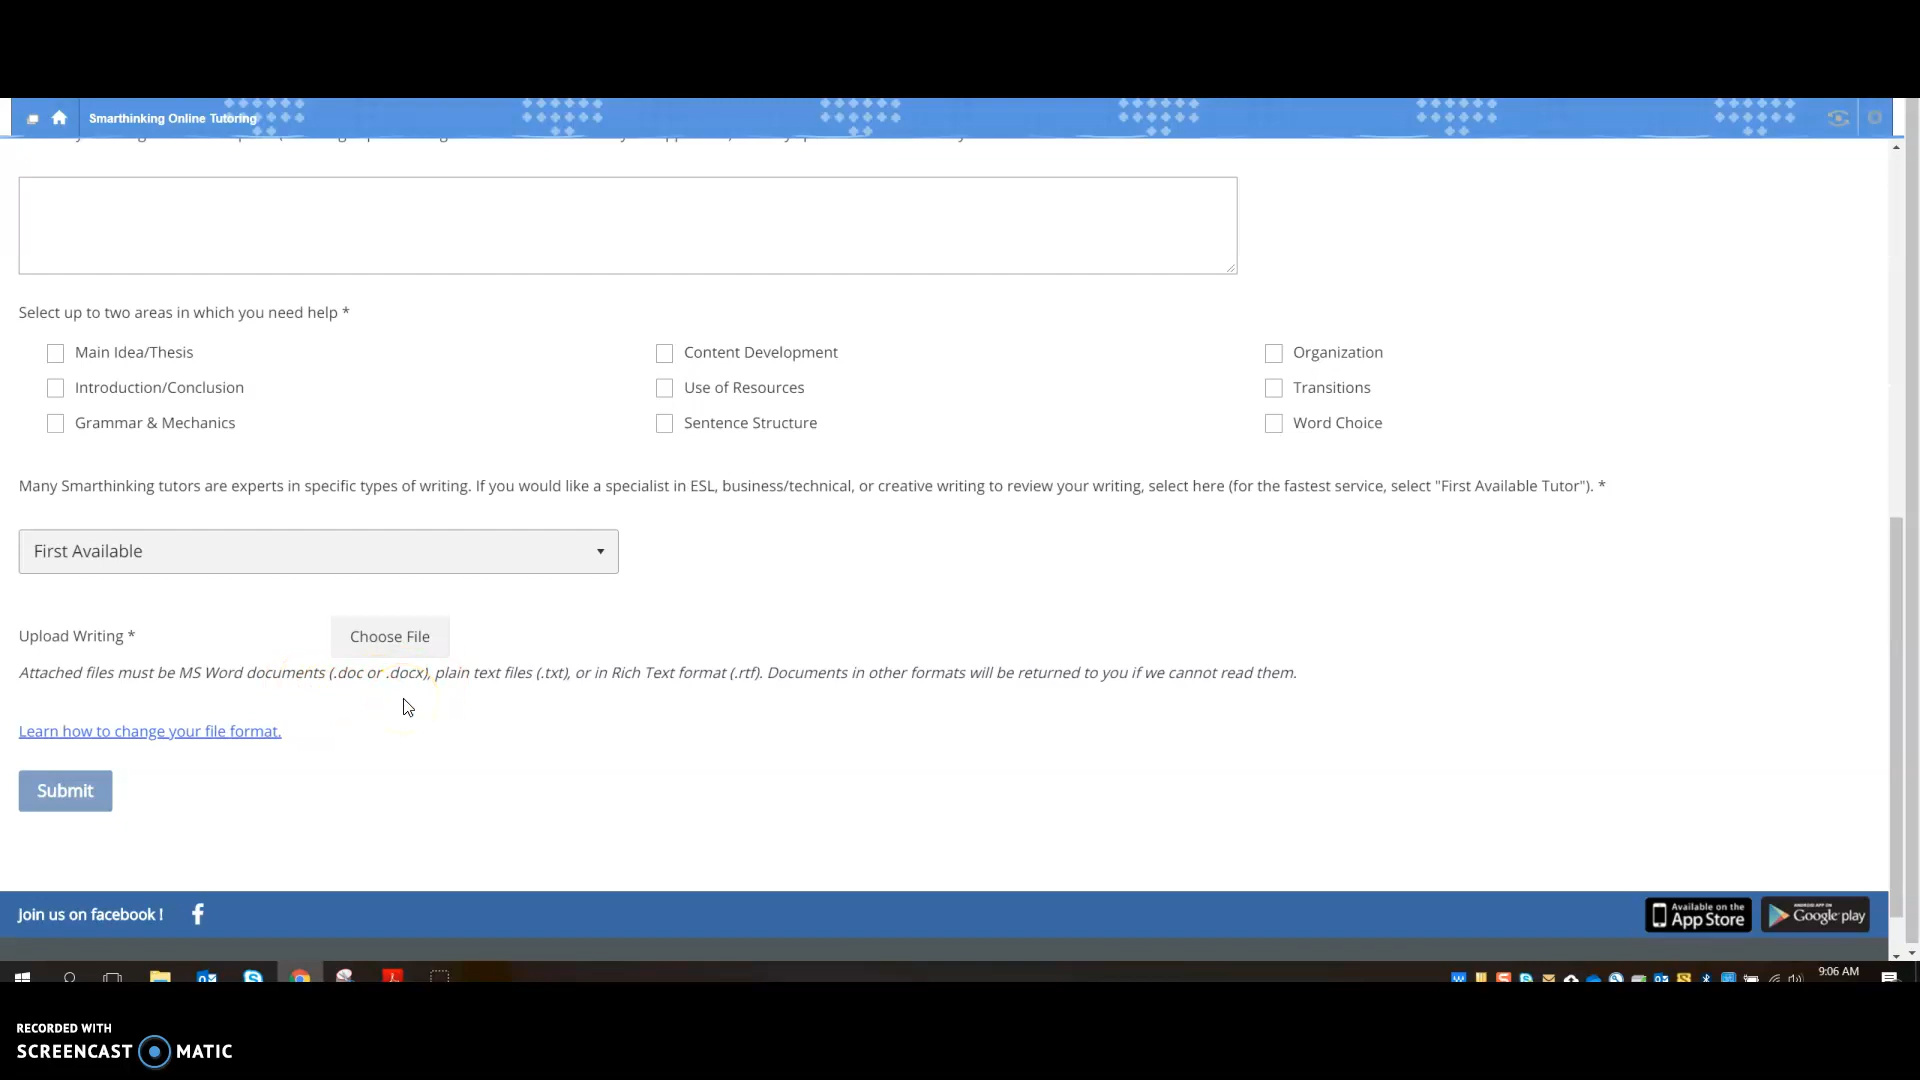 Smarthinking Online Tutoring
Select up to two areas in which you need help *
Main Idea/Thesis Content Development Organization
Introduction/Conclusion Use of Resources Transitions
Grammar & Mechanics Sentence Structure Word Choice
Many Smarthinking tutors are experts in specific types of writing. If you would like a specialist in ESL, business/technical, or creative writing to review your writing, select here (for the fastest service, select "First Available Tutor"). *
First Available
Upload Writing * Choose File
Attached files must be MS Word documents (.doc or .docx), plain text files (.txt), or in Rich Text format (.rtf). Documents in other formats will be returned to you if we cannot read them.
Learn how to change your file format.
Submit
Join us on facebook !
Available on the
App Store
ANDROID APP ON
Google play
9:06 AM
RECORDED WITH
SCREENCAST MATIC